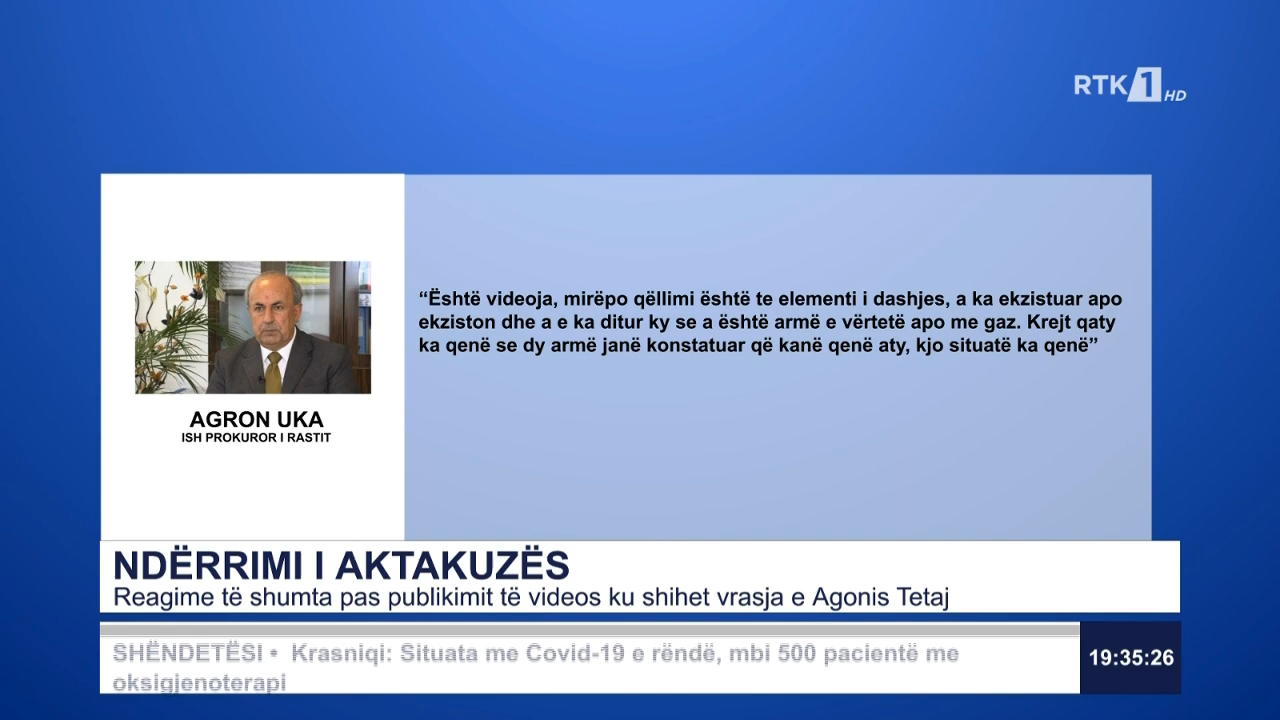 RTK 1 HD
“Është videoja, mirëpo qëllimi është te elementi i dashjes, a ka ekzistuar apo
ekziston dhe a e ka ditur ky se a është armë e vërtetë apo me gaz. Krejt qaty
ka qenë se dy armë janë konstatuar që kanë qenë aty, kjo situatë ka qenë”
AGRON UKA
ISH PROKUROR I RASTIT
NDËRRIMI I AKTAKUZËS
Reagime të shumta pas publikimit të videos ku shihet vrasja e Agonis Tetaj
SHËNDETËSI • Krasniqi: Situata me Covid-19 e rëndë, mbi 500 pacientë me
oksigjenoterapi
19:35:26